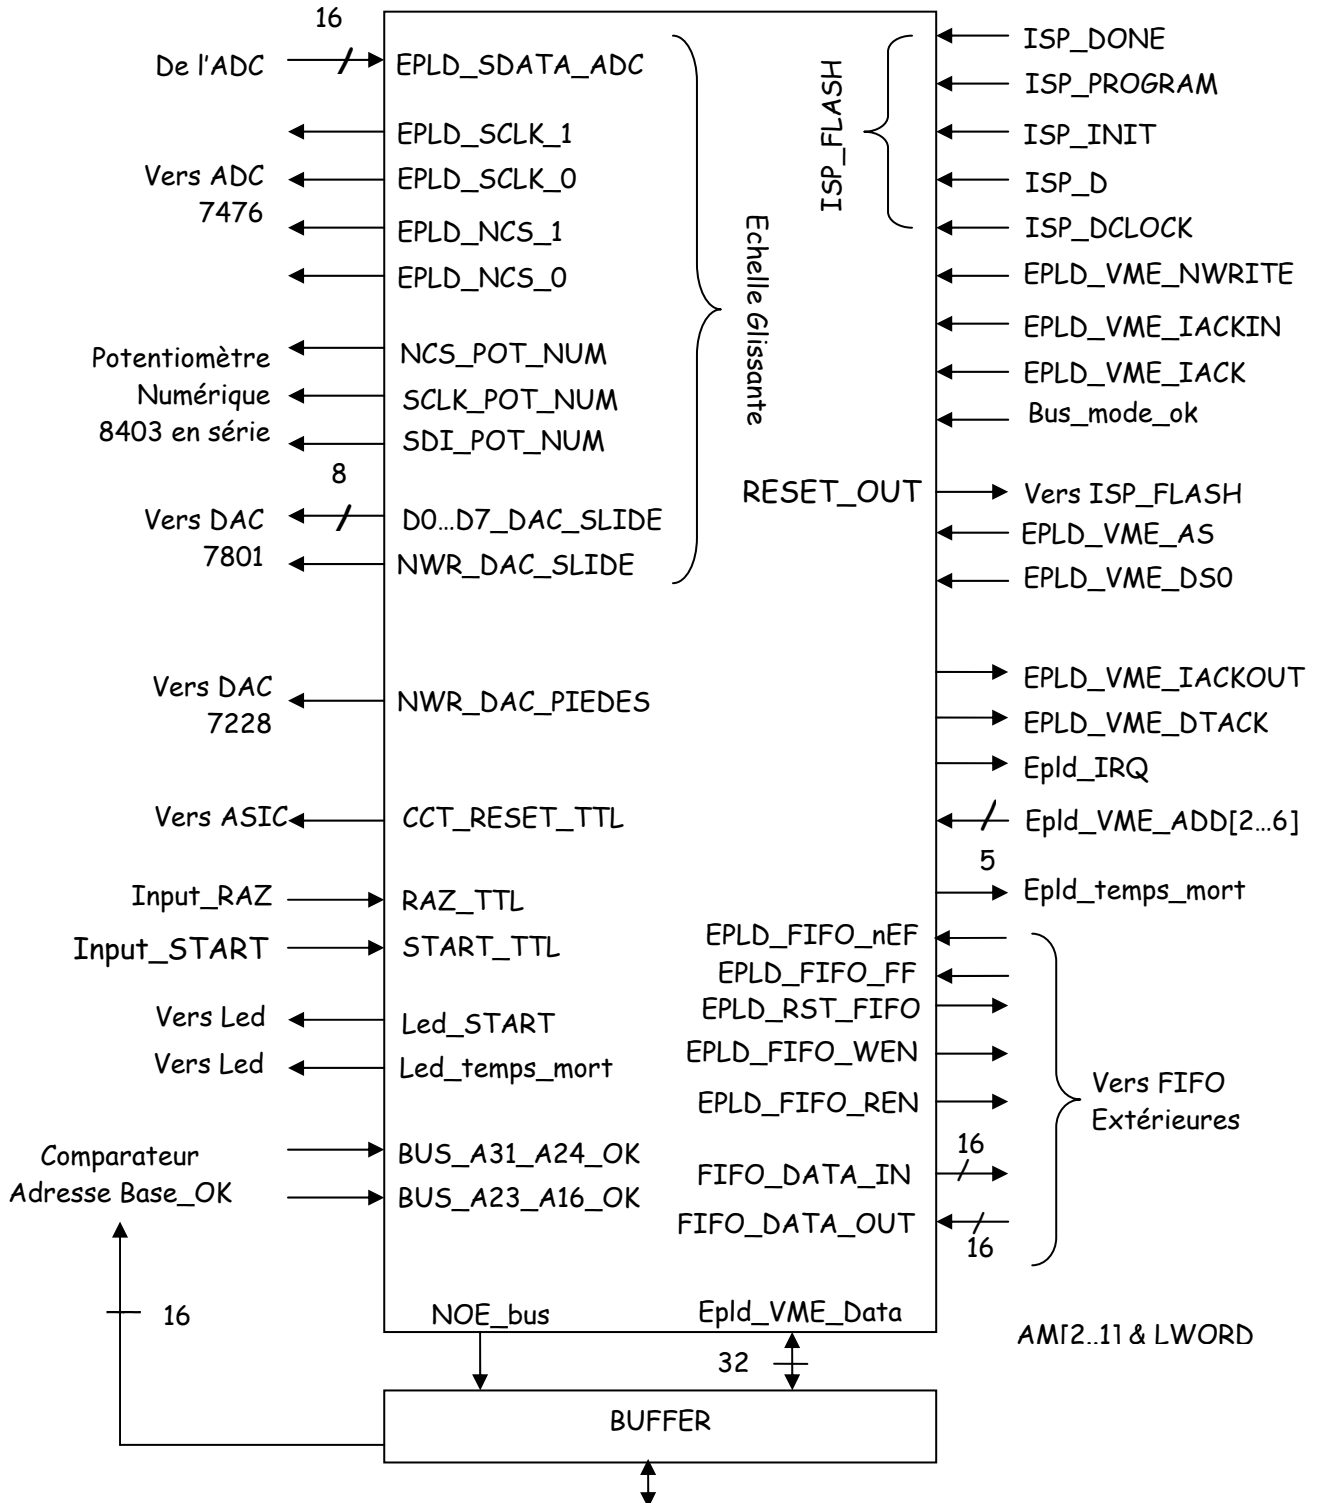 16
De l'ADC
EPLD_SDATA_ADC
EPLD_SCLK_1
Vers ADC
7476
EPLD_SCLK_0
EPLD_NCS_1
EPLD_NCS_0
Potentiomètre
Numérique
8403 en série
NCS_POT_NUM
SCLK_POT_NUM
SDI_POT_NUM
8
Vers DAC
7801
D0...D7_DAC_SLIDE
NWR_DAC_SLIDE
Echelle Glissante
Vers DAC
7228
NWR_DAC_PIEDES
Vers ASIC
CCT_RESET_TTL
Input_RAZ
RAZ_TTL
Input_START
START_TTL
Vers Led
Led_START
Vers Led
Led_temps_mort
Comparateur
Adresse Base_OK
BUS_A31_A24_OK
BUS_A23_A16_OK
16
ISP_FLASH
ISP_DONE
ISP_PROGRAM
ISP_INIT
ISP_D
ISP_DCLOCK
EPLD_VME_NWRITE
EPLD_VME_IACKIN
EPLD_VME_IACK
Bus_mode_ok
RESET_OUT
Vers ISP_FLASH
EPLD_VME_AS
EPLD_VME_DS0
EPLD_VME_IACKOUT
EPLD_VME_DTACK
Epld_IRQ
Epld_VME_ADD[2...6]
5
Epld_temps_mort
EPLD_FIFO_nEF
EPLD_FIFO_FF
EPLD_RST_FIFO
EPLD_FIFO_WEN
EPLD_FIFO_REN
Vers FIFO
Extérieures
16
FIFO_DATA_IN
FIFO_DATA_OUT
16
NOE_bus
Epld_VME_Data
AM[2..1] & LWORD
32
BUFFER